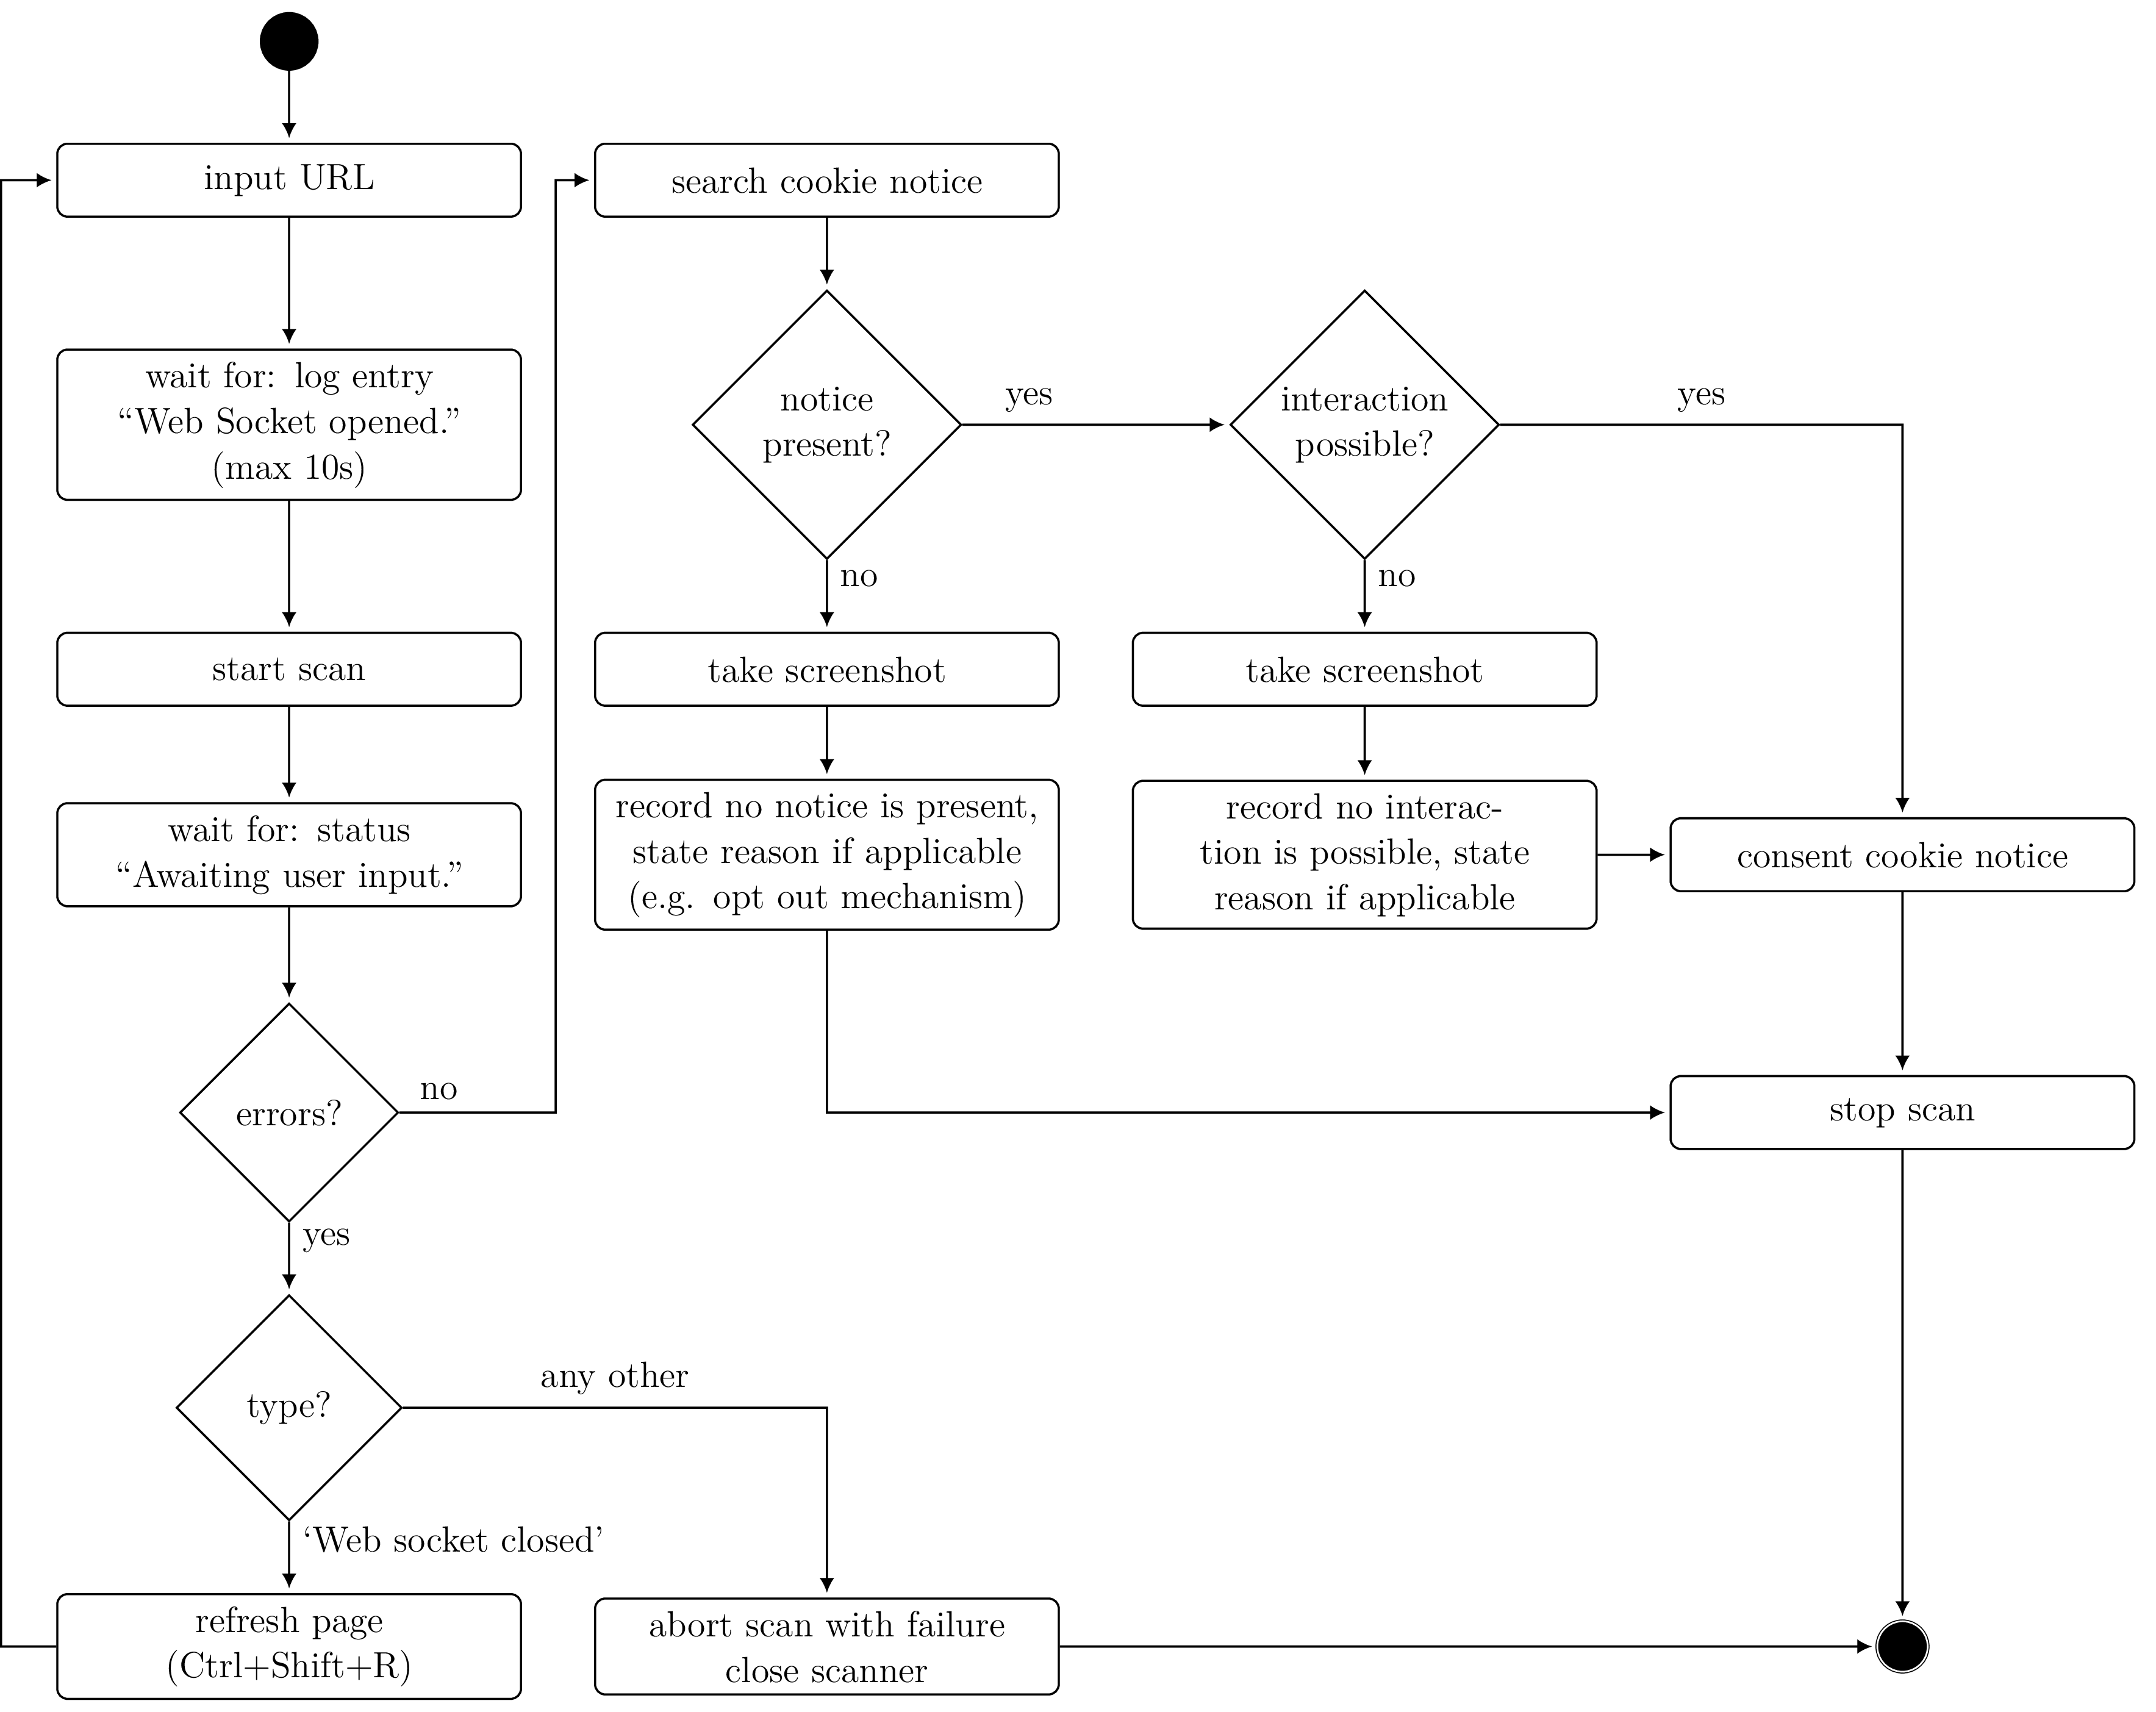 input URL
wait for: log entry
“Web Socket opened.”
(max 10s)
start scan
wait for: status
“Awaiting user input.”
errors?
no
yes
type?
any other
‘Web socket closed’
refresh page
(Ctrl+Shift+R)
abort scan with failure
close scanner
search cookie notice
notice
present?
yes
no
take screenshot
record no notice is present,
state reason if applicable
(e.g. opt out mechanism)
interaction
possible?
yes
no
take screenshot
record no interac-
tion is possible, state
reason if applicable
consent cookie notice
stop scan